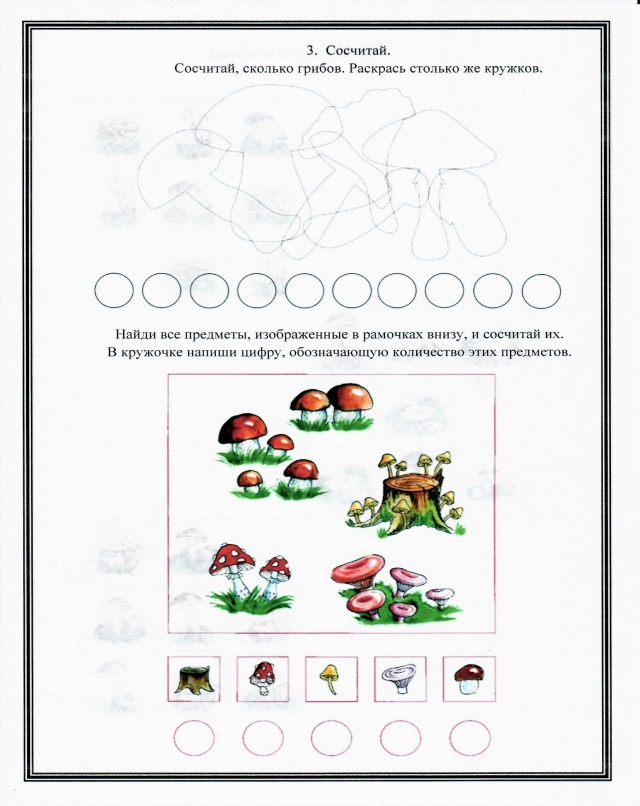 3. Сосчитай.
Сосчитай, сколько грибов. Раскрась столько же кружков.
Найди все предметы, изображенные в рамочках внизу, и сосчитай их.
В кружочке напиши цифру, обозначающую количество этих предметов.